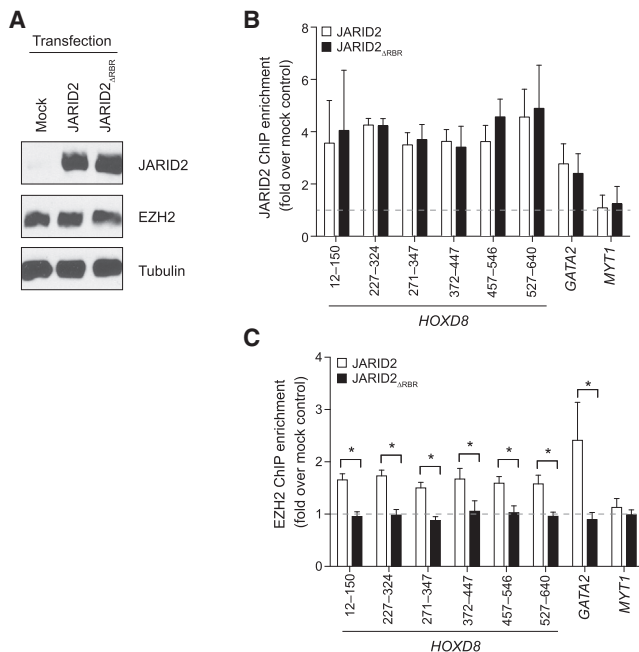 A
Transfection
Mock
JARID2
JARID2ΔRBR
JARID2
EZH2
Tubulin
B
JARID2
JARID2ΔRBR
JARID2 ChIP enrichment
(fold over mock control)
8
6
4
2
0
12–150
227–324
271–347
372–447
457–546
527–640
GATA2
MYT1
HOXD8
C
JARID2
JARID2ΔRBR
EZH2 ChIP enrichment
(fold over mock control)
4
3
2
1
0
* * * * * * *
12–150
227–324
271–347
372–447
457–546
527–640
GATA2
MYT1
HOXD8